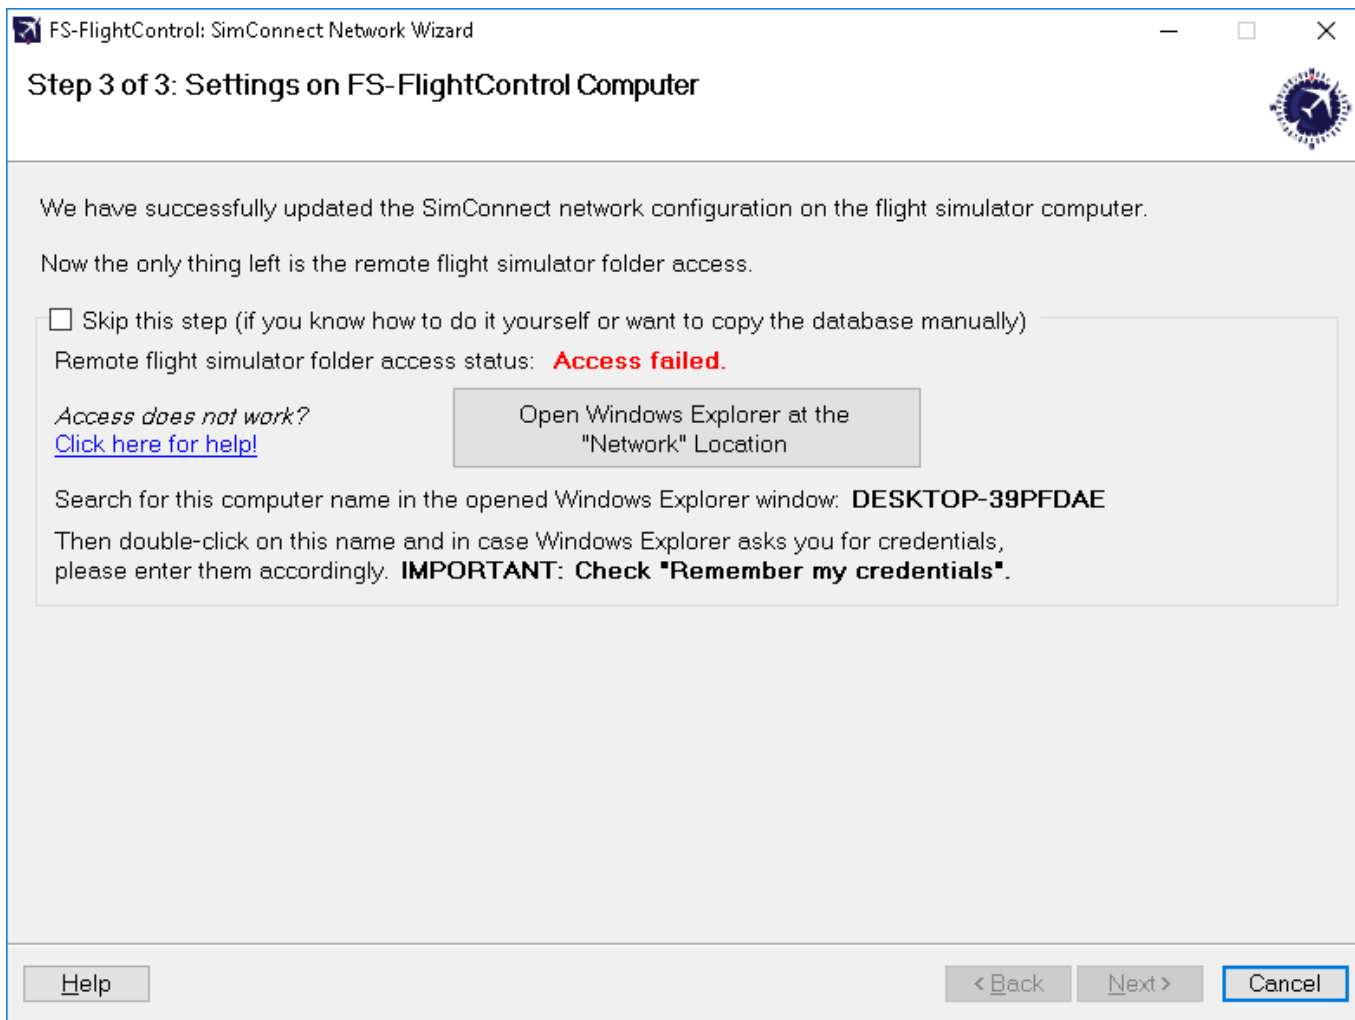 FS-FlightControl: SimConnect Network Wizard
Step 3 of 3: Settings on FS-FlightControl Computer
We have successfully updated the SimConnect network configuration on the flight simulator computer.
Now the only thing left is the remote flight simulator folder access.
Skip this step (if you know how to do it yourself or want to copy the database manually)
Remote flight simulator folder access status: Access failed.
Access does not work?
Click here for help!
Open Windows Explorer at the
"Network" Location
Search for this computer name in the opened Windows Explorer window: DESKTOP-39PFDAE
Then double-click on this name and in case Windows Explorer asks you for credentials,
please enter them accordingly. IMPORTANT: Check "Remember my credentials".
Help
< Back
Next >
Cancel